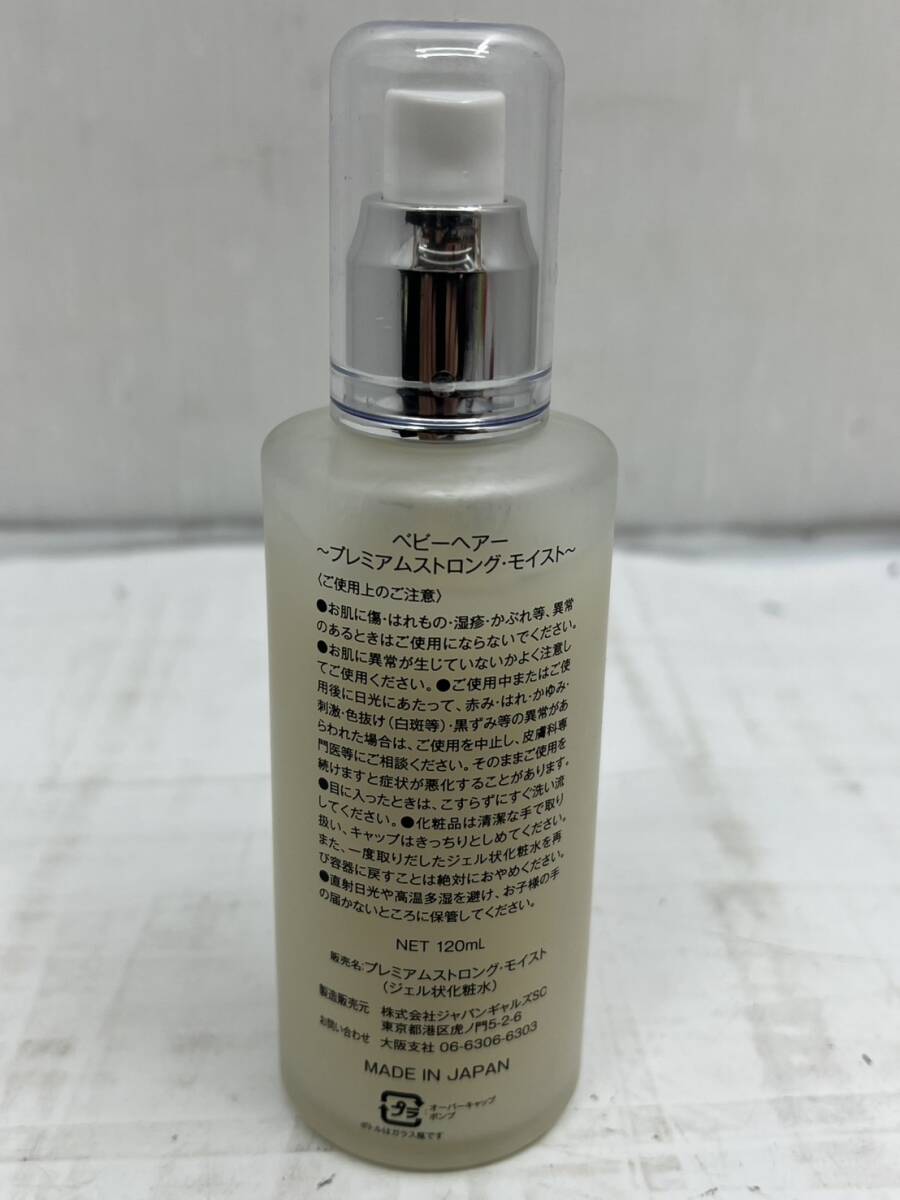 ベビーヘアー
〜プレミアムストロング・モイスト〜
〈ご使用上のご注意〉
●お肌に傷・はれもの・湿疹・かぶれ等、異常
のあるときはご使用にならないでください。
●お肌に異常が生じていないかよく注意し
てご使用ください。●ご使用中またはご使
用後に日光にあたって、赤み・はれ・かゆみ・
刺激・色抜け(白斑等)・黒ずみ等の異常があ
らわれた場合は、ご使用を中止し、皮膚科専
門医等にご相談ください。そのままご使用を
続けますと症状が悪化することがあります。
●目に入ったときは、こすらずにすぐ洗い流
してください。●化粧品は清潔な手で取り
扱い、キャップはきっちりとしめてください。
また、一度取りだしたジェル状化粧水を再
び容器に戻すことは絶対におやめください。
●直射日光や高温多湿を避け、お子様の手
の届かないところに保管してください。
NET 120mL
販売名:プレミアムストロング・モイスト
(ジェル状化粧水)
製造販売元 株式会社ジャパンギャルズSC
東京都港区虎ノ門5-2-6
お問い合わせ 大阪支社 06-6306-6303
MADE IN JAPAN
プラ オーバーキャップ
ポンプ
ボトルはガラス瓶です